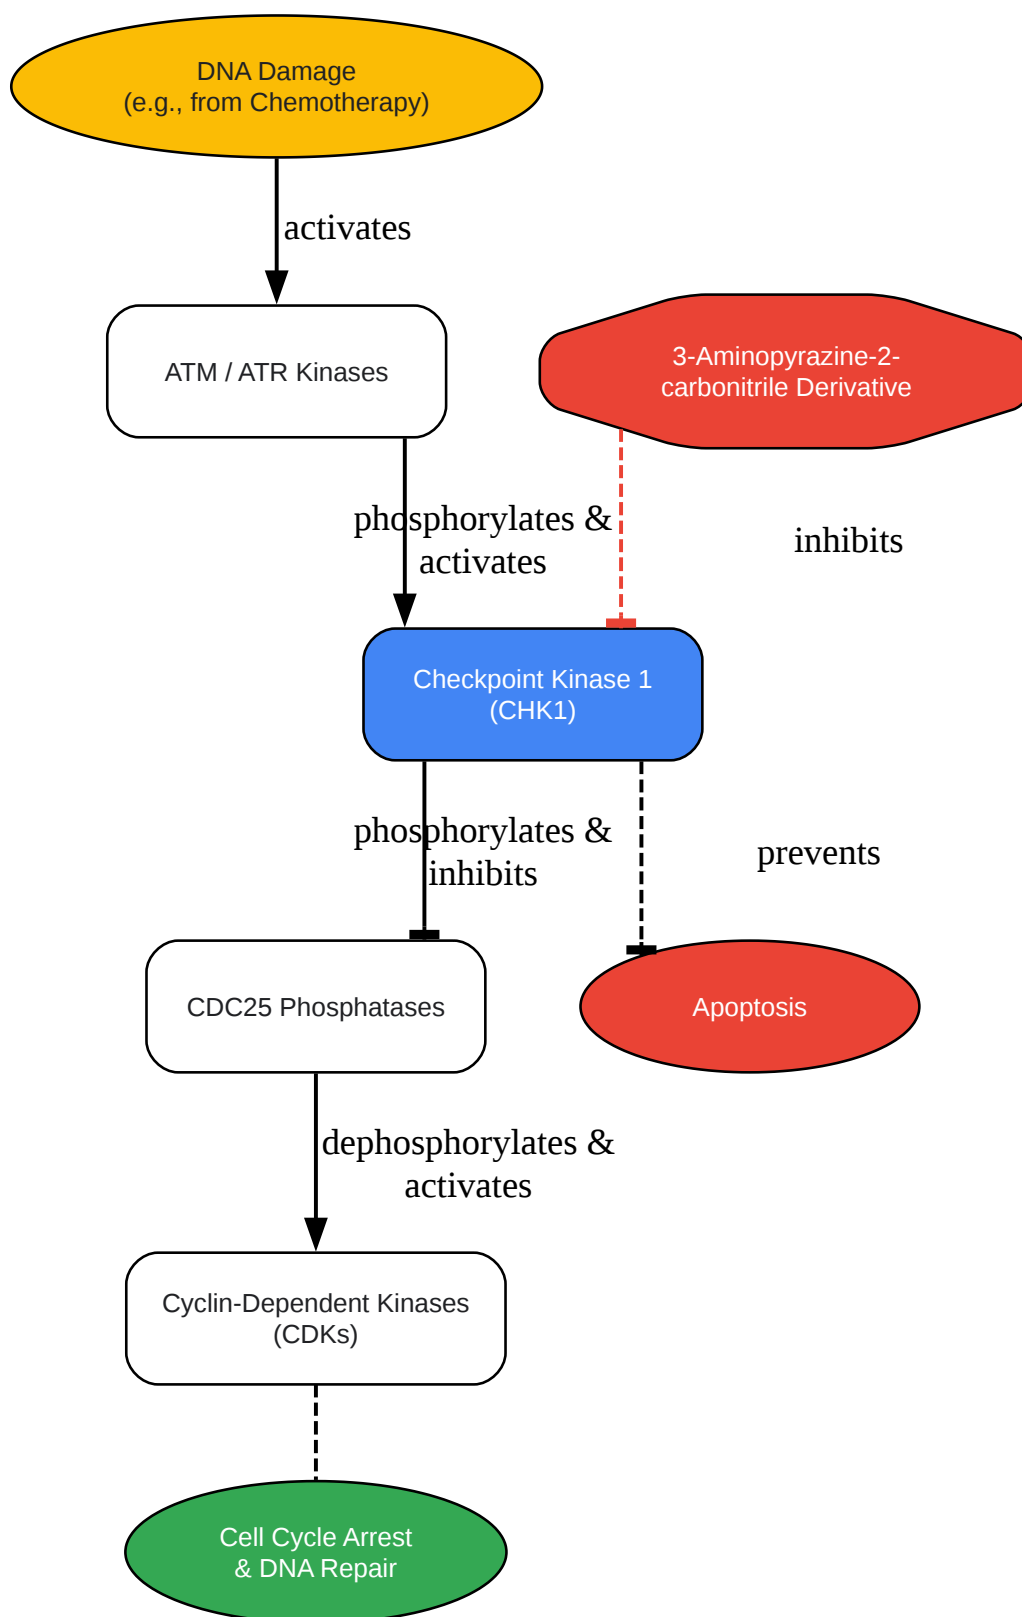 DNA Damage
(e.g., from Chemotherapy)
activates
ATM / ATR Kinases
3-Aminopyrazine-2-
carbonitrile Derivative
phosphorylates &
activates
inhibits
Checkpoint Kinase 1
(CHK1)
phosphorylates &
inhibits
prevents
CDC25 Phosphatases
Apoptosis
dephosphorylates &
activates
Cyclin-Dependent Kinases
(CDKs)
Cell Cycle Arrest
& DNA Repair